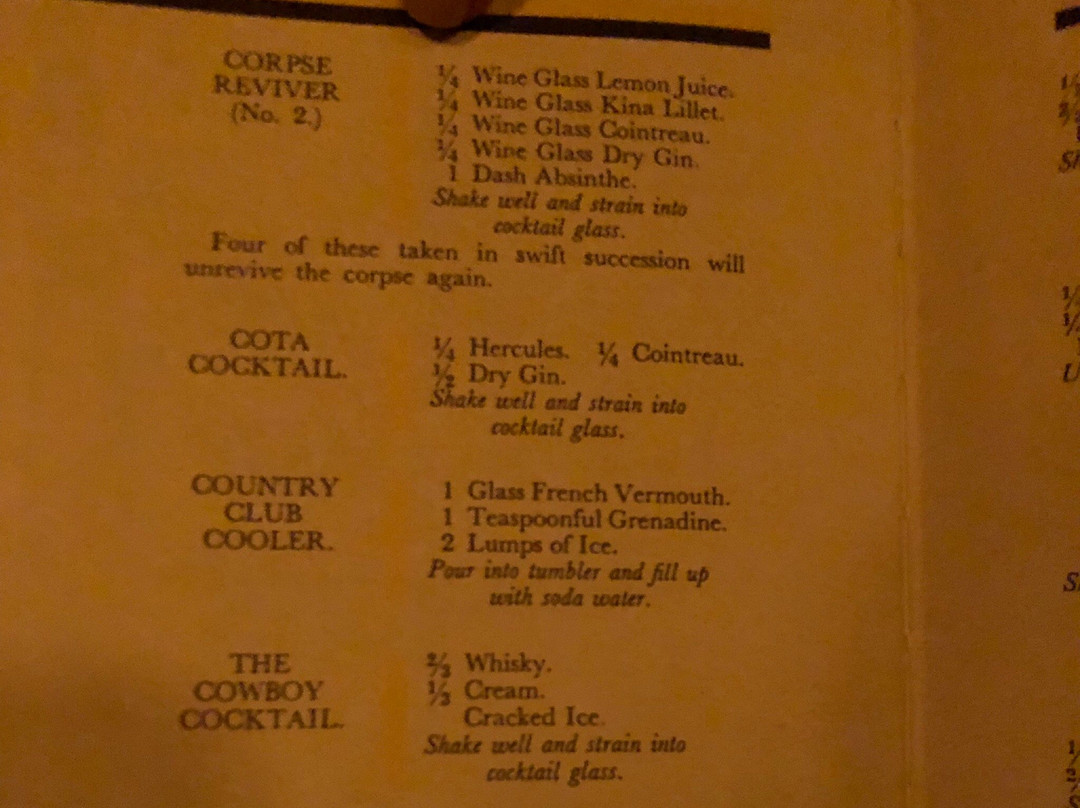 CORPSE
REVIVER
(No. 2.)
¼ Wine Glass Lemon Juice.
¼ Wine Glass Kina Lillet.
¼ Wine Glass Cointreau.
¼ Wine Glass Dry Gin.
1 Dash Absinthe.
Shake well and strain into
cocktail glass.
Four of these taken in swift succession will
unrevive the corpse again.
COTA
COCKTAIL.
¼ Hercules. ¼ Cointreau.
½ Dry Gin.
Shake well and strain into
cocktail glass.
COUNTRY
CLUB
COOLER.
1 Glass French Vermouth.
1 Teaspoonful Grenadine.
2 Lumps of Ice.
Pour into tumbler and fill up
with soda water.
THE
COWBOY
COCKTAIL.
⅔ Whisky.
⅓ Cream.
Cracked Ice.
Shake well and strain into
cocktail glass.